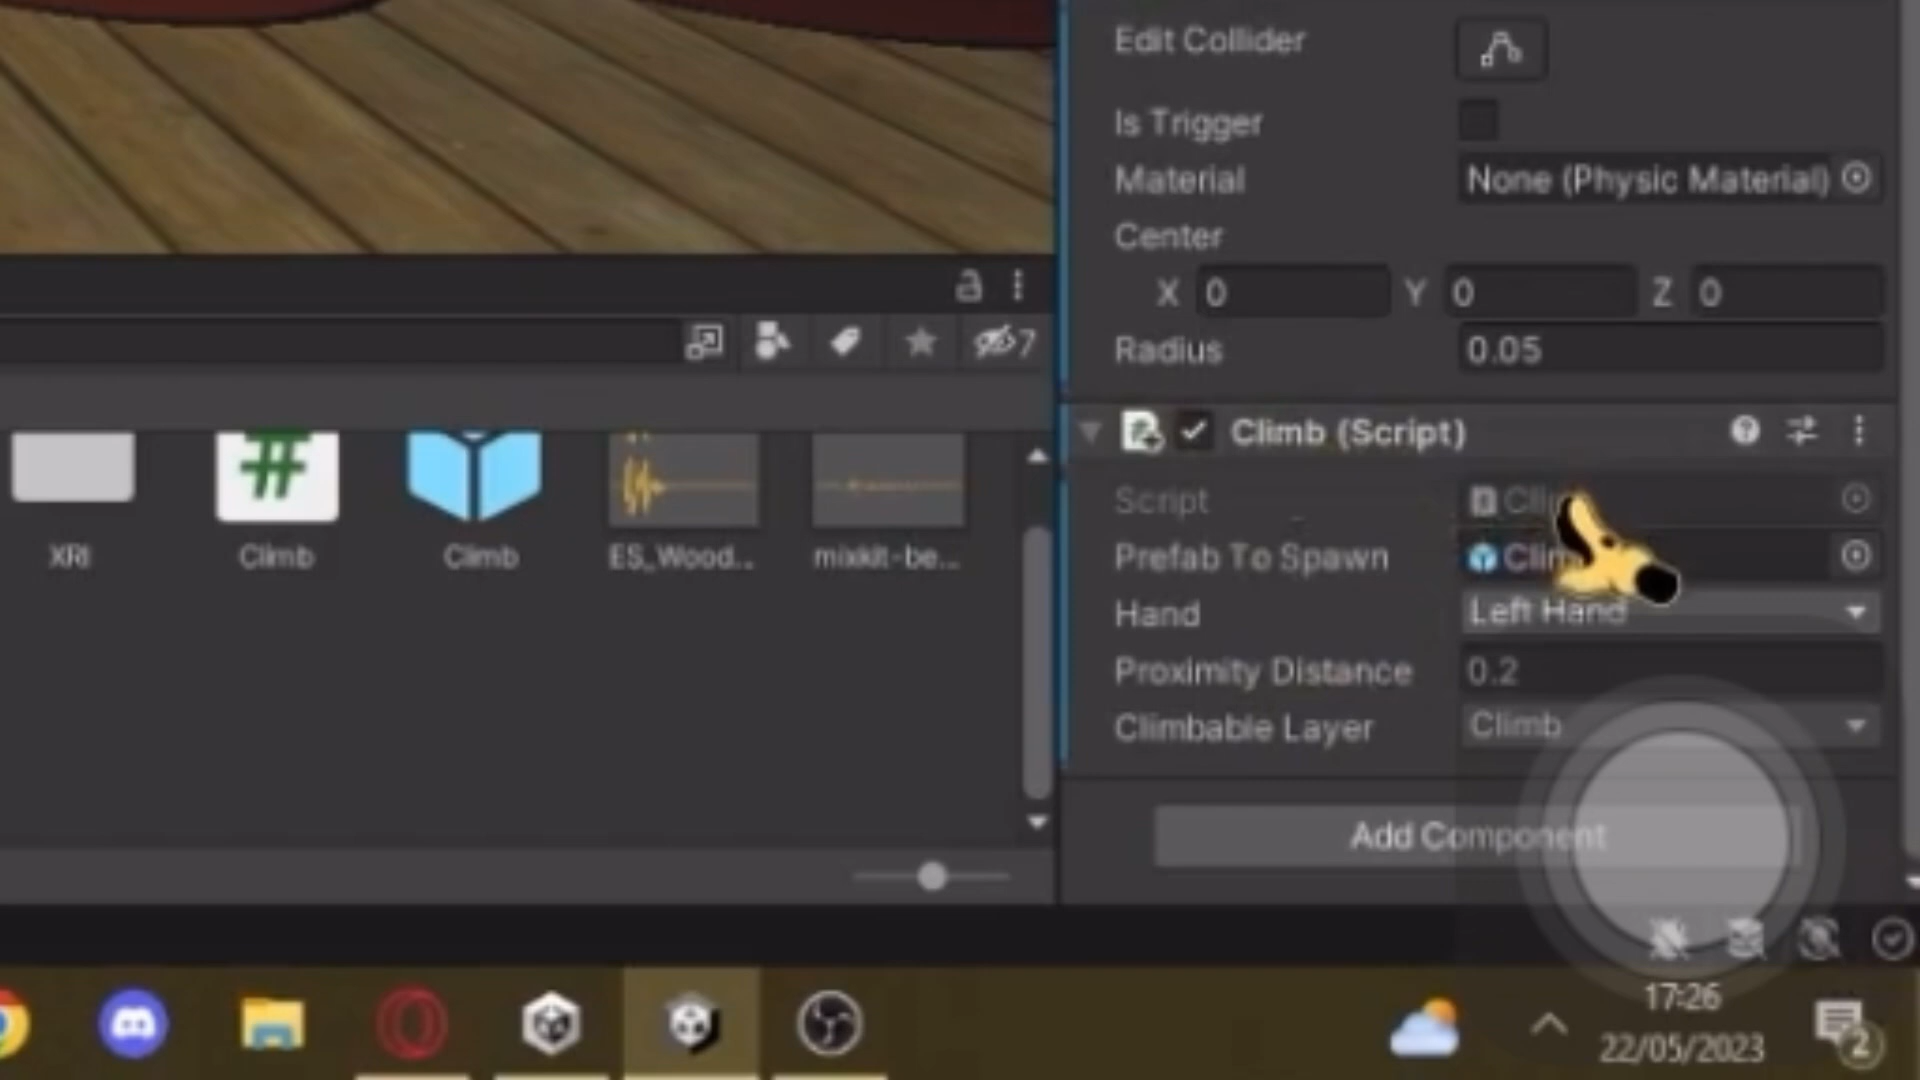 Edit Collider
Is Trigger
Material None (Physic Material)
Center
X 0 Y 0 Z 0
7
Radius 0.05
Climb (Script)
Script
Prefab To Spawn
XRI Climb Climb ES_Wood... mixkit-be...
Hand Left Hand
Proximity Distance 0.2
Climbable Layer Climb
Add Component
17:26
22/05/2023
2